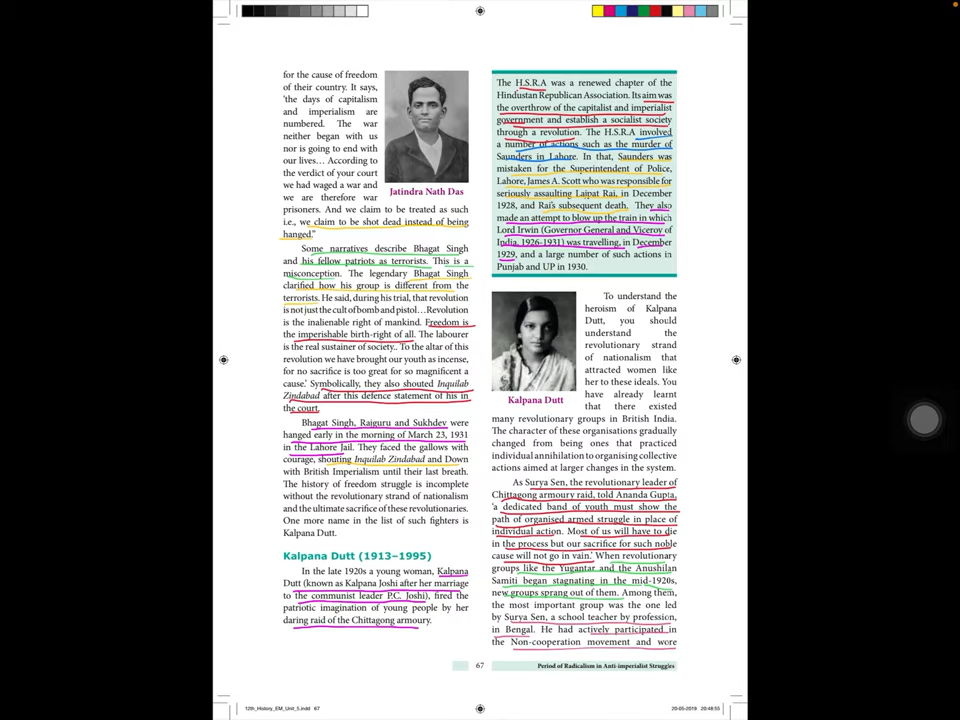 for the cause of freedom
of their country. It says,
‘the days of capitalism
and imperialism are
numbered. The war
neither began with us
nor is going to end with
our lives… According to
the verdict of your court
we had waged a war and
we are therefore war
prisoners. And we claim to be treated as such
i.e., we claim to be shot dead instead of being
hanged.”
Jatindra Nath Das
Some narratives describe Bhagat Singh
and his fellow patriots as terrorists. This is a
misconception. The legendary Bhagat Singh
clarified how his group is different from the
terrorists. He said, during his trial, that revolution
is not just the cult of bomb and pistol…Revolution
is the inalienable right of mankind. Freedom is
the imperishable birth-right of all. The labourer
is the real sustainer of society.. To the altar of this
revolution we have brought our youth as incense,
for no sacrifice is too great for so magnificent a
cause.’ Symbolically, they also shouted Inquilab
Zindabad after this defence statement of his in
the court.
Bhagat Singh, Rajguru and Sukhdev were
hanged early in the morning of March 23, 1931
in the Lahore Jail. They faced the gallows with
courage, shouting Inquilab Zindabad and Down
with British Imperialism until their last breath.
The history of freedom struggle is incomplete
without the revolutionary strand of nationalism
and the ultimate sacrifice of these revolutionaries.
One more name in the list of such fighters is
Kalpana Dutt.
Kalpana Dutt (1913–1995)
In the late 1920s a young woman, Kalpana
Dutt (known as Kalpana Joshi after her marriage
to the communist leader P.C. Joshi), fired the
patriotic imagination of young people by her
daring raid of the Chittagong armoury.
The H.S.R.A was a renewed chapter of the
Hindustan Republican Association. Its aim was
the overthrow of the capitalist and imperialist
government and establish a socialist society
through a revolution. The H.S.R.A involved
a number of actions such as the murder of
Saunders in Lahore. In that, Saunders was
mistaken for the Superintendent of Police,
Lahore, James A. Scott who was responsible for
seriously assaulting Lajpat Rai, in December
1928, and Rai’s subsequent death. They also
made an attempt to blow up the train in which
Lord Irwin (Governor General and Viceroy of
India, 1926-1931) was travelling, in December
1929, and a large number of such actions in
Punjab and UP in 1930.
Kalpana Dutt
To understand the
heroism of Kalpana
Dutt, you should
understand the
revolutionary strand
of nationalism that
attracted women like
her to these ideals. You
have already learnt
that there existed
many revolutionary groups in British India.
The character of these organisations gradually
changed from being ones that practiced
individual annihilation to organising collective
actions aimed at larger changes in the system.
As Surya Sen, the revolutionary leader of
Chittagong armoury raid, told Ananda Gupta,
‘a dedicated band of youth must show the
path of organised armed struggle in place of
individual action. Most of us will have to die
in the process but our sacrifice for such noble
cause will not go in vain.’ When revolutionary
groups like the Yugantar and the Anushilan
Samiti began stagnating in the mid-1920s,
new groups sprang out of them. Among them,
the most important group was the one led
by Surya Sen, a school teacher by profession,
in Bengal. He had actively participated in
the Non-cooperation movement and wore
67
Period of Radicalism in Anti-imperialist Struggles
12th_History_EM_Unit_5.indd 67
20-05-2019 20:48:55